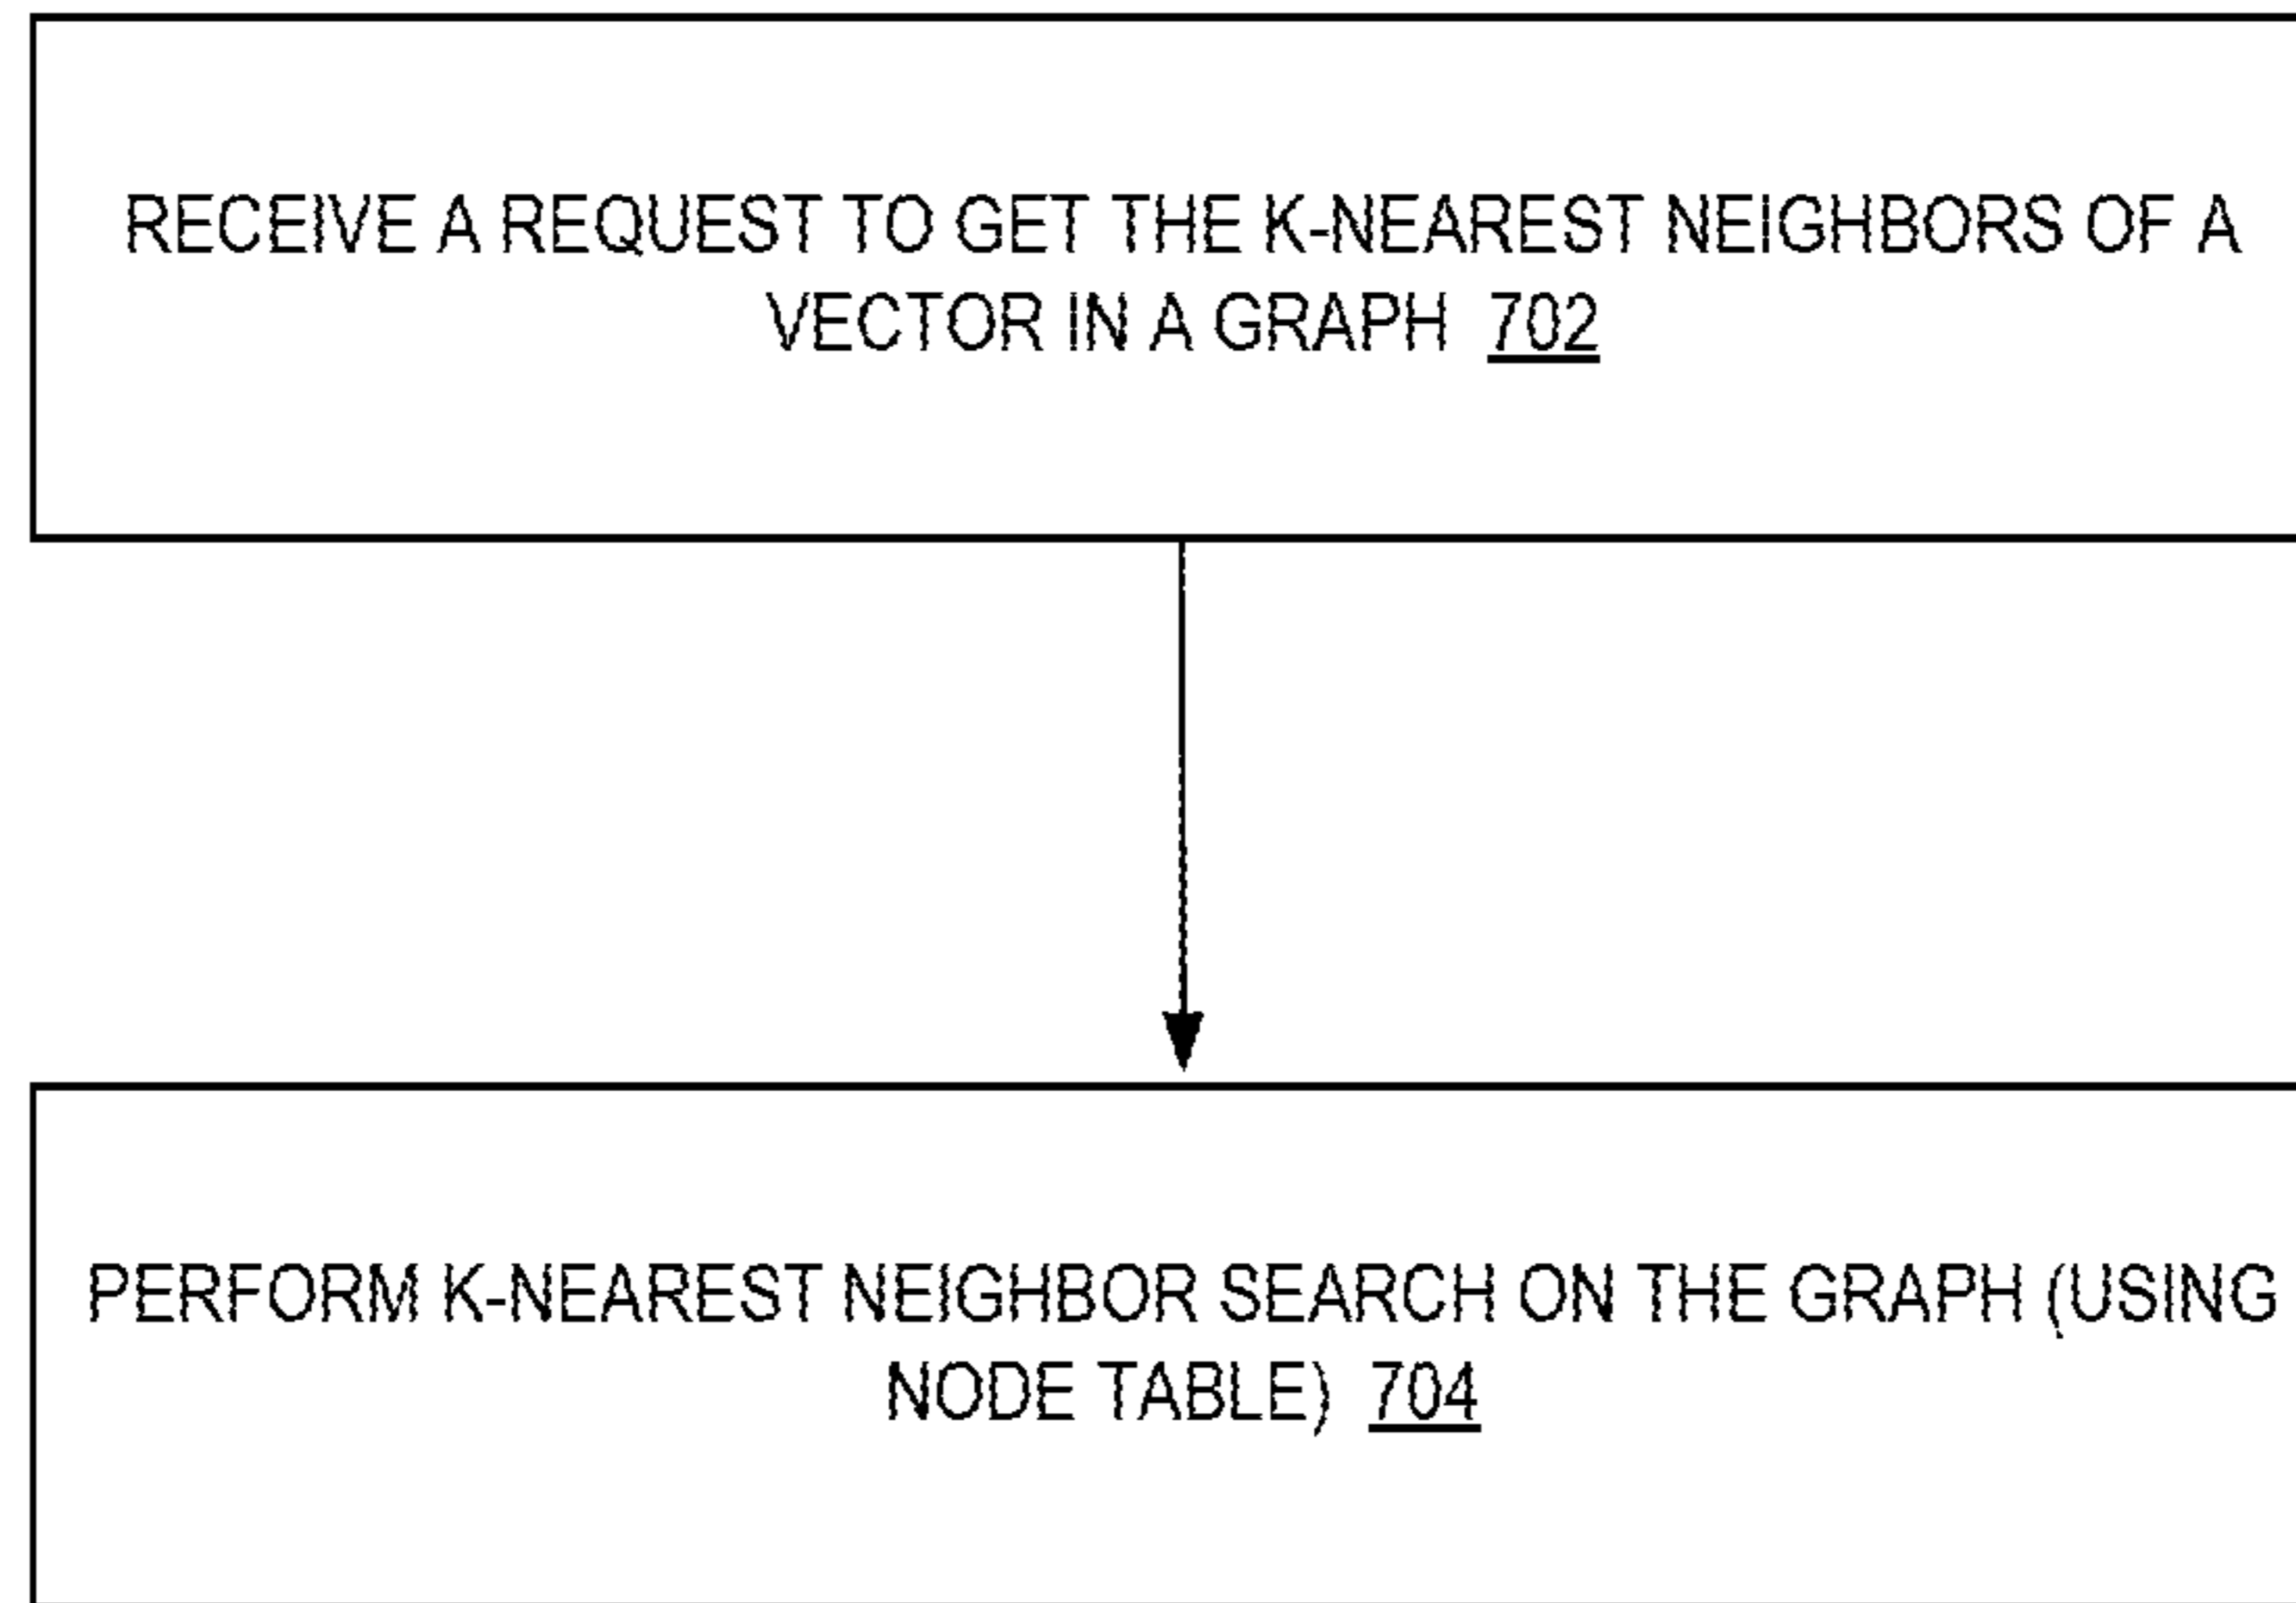 RECEIVE A REQUEST TO GET THE K-NEAREST NEIGHBORS OF A
VECTOR IN A GRAPH 702
PERFORM K-NEAREST NEIGHBOR SEARCH ON THE GRAPH (USING
NODE TABLE) 704